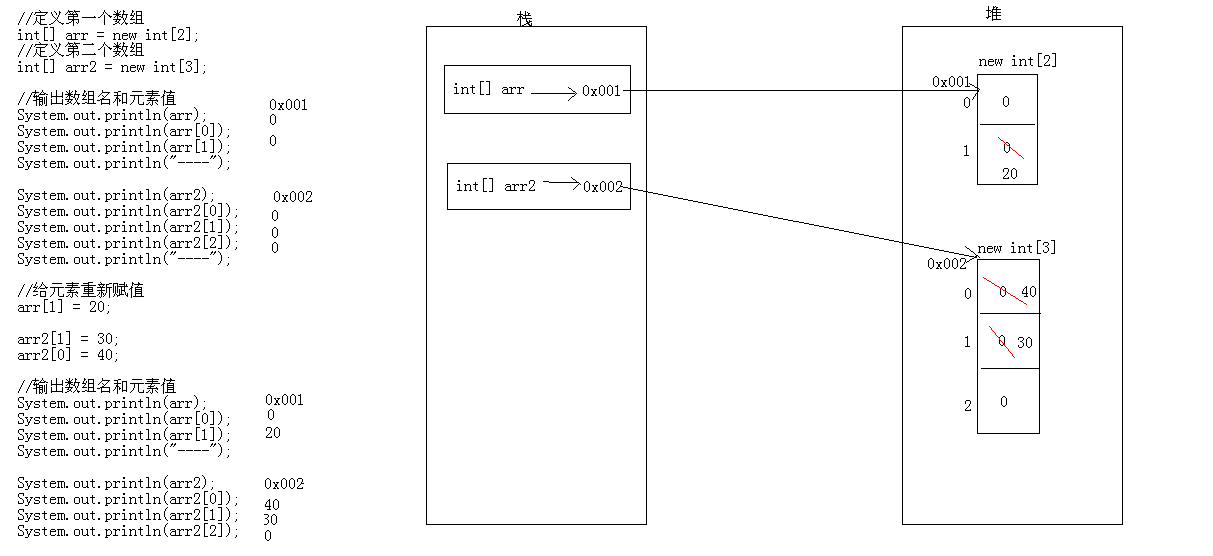 //定义第一个数组
int[] arr = new int[2];
//定义第二个数组
int[] arr2 = new int[3];
//输出数组名和元素值
System.out.println(arr); 0x001
System.out.println(arr[0]); 0
System.out.println(arr[1]); 0
System.out.println("----");
System.out.println(arr2); 0x002
System.out.println(arr2[0]); 0
System.out.println(arr2[1]); 0
System.out.println(arr2[2]); 0
System.out.println("----");
//给元素重新赋值
arr[1] = 20;
arr2[1] = 30;
arr2[0] = 40;
//输出数组名和元素值
System.out.println(arr); 0x001
System.out.println(arr[0]); 0
System.out.println(arr[1]); 20
System.out.println("----");
System.out.println(arr2); 0x002
System.out.println(arr2[0]); 40
System.out.println(arr2[1]); 30
System.out.println(arr2[2]); 0
栈
int[] arr 0x001
int[] arr2 0x002
堆
new int[2]
0x001
0 0
1 0
20
new int[3]
0x002
0 0 40
1 0 30
2 0